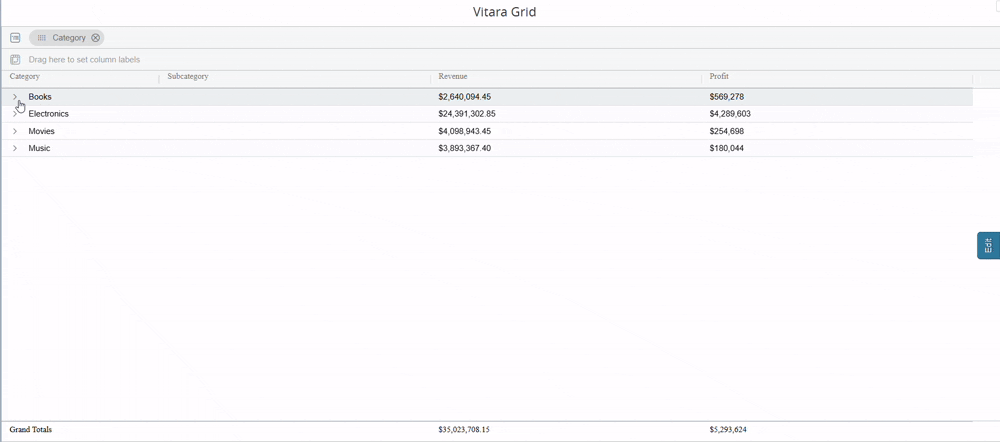 Vitara Grid
Category
Drag here to set column labels
Category Subcategory Revenue Profit
Books $2,640,094.45 $569,278
Electronics $24,391,302.85 $4,289,603
Movies $4,098,943.45 $254,698
Music $3,893,367.40 $180,044
Edit
Grand Totals $35,023,708.15 $5,293,624